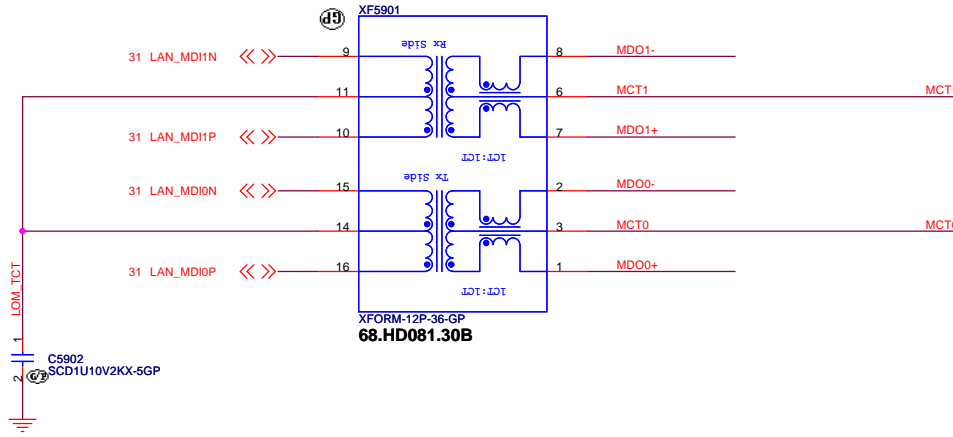 XF5901
GP
31 LAN_MDI1N
9
Rx Side
8
MDO1-
11
6
MCT1
MCT
31 LAN_MDI1P
10
7
MDO1+
1CT:1CT
Tx Side
31 LAN_MDI0N
15
2
MDO0-
14
3
MCT0
MCT
31 LAN_MDI0P
16
1
MDO0+
1CT:1CT
LOM_TCT
XFORM-12P-36-GP
68.HD081.30B
1
C5902
SCD1U10V2KX-5GP
2
G/P